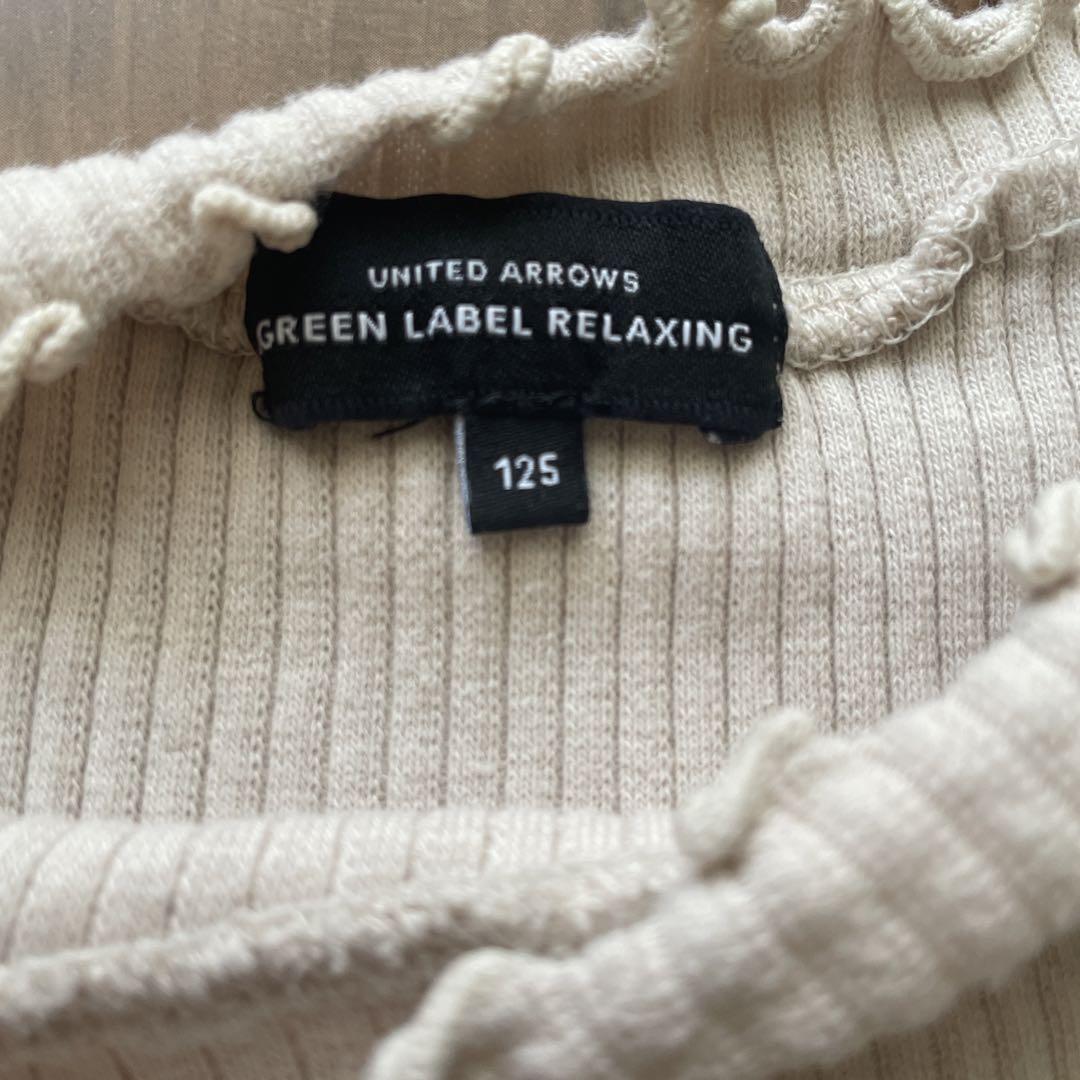 UNITED ARROWS
GREEN LABEL RELAXING
125